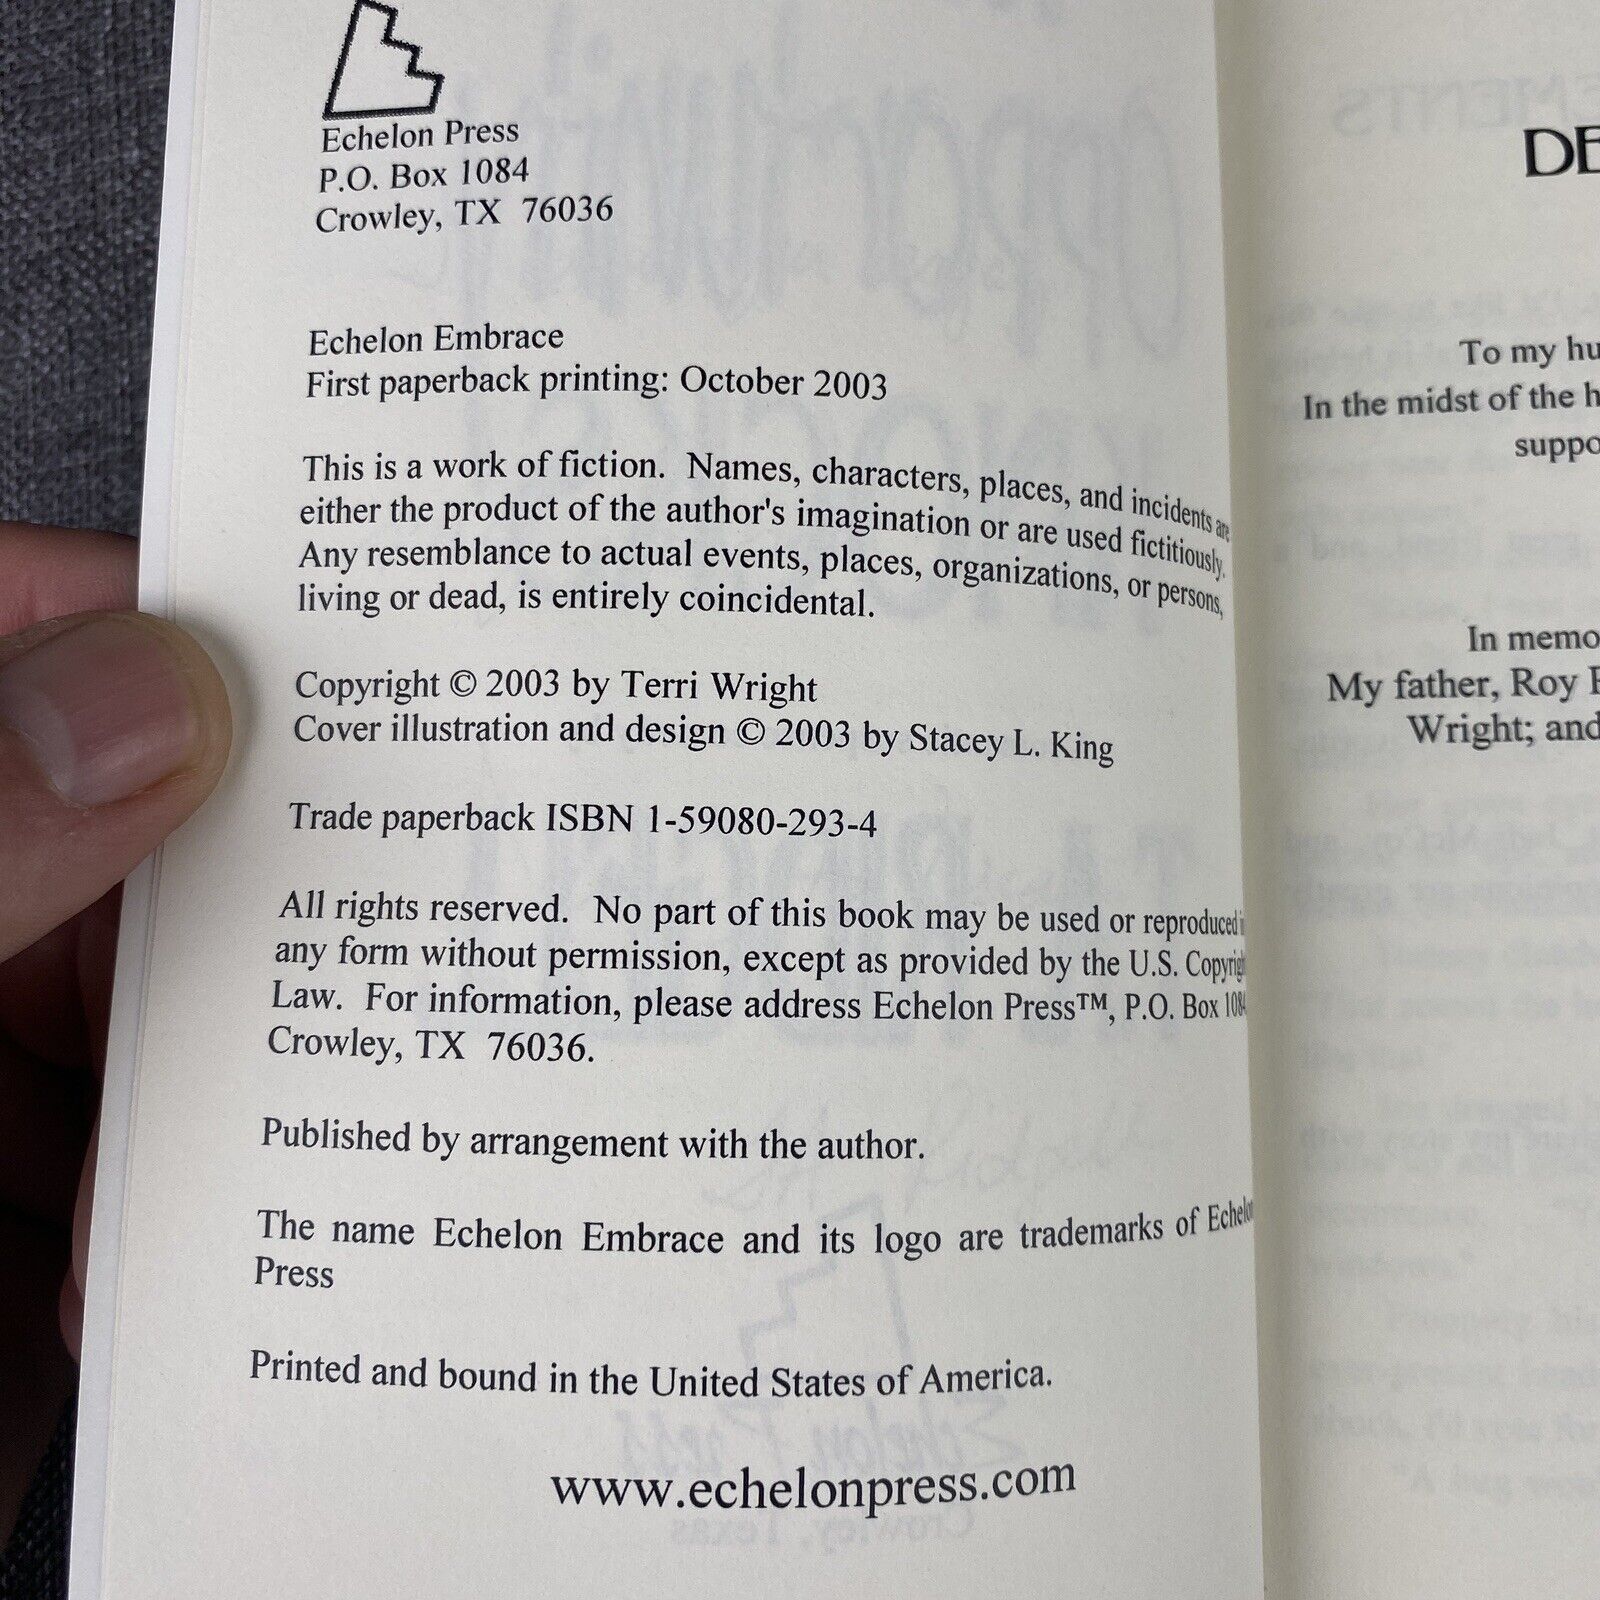 Echelon Press
P.O. Box 1084
Crowley, TX 76036
Echelon Embrace
First paperback printing: October 2003
This is a work of fiction. Names, characters, places, and incidents are
either the product of the author's imagination or are used fictitiously.
Any resemblance to actual events, places, organizations, or persons,
living or dead, is entirely coincidental.
Copyright © 2003 by Terri Wright
Cover illustration and design © 2003 by Stacey L. King
Trade paperback ISBN 1-59080-293-4
All rights reserved. No part of this book may be used or reproduced in
any form without permission, except as provided by the U.S. Copyrigh
Law. For information, please address Echelon Press™, P.O. Box 1084
Crowley, TX 76036.
Published by arrangement with the author.
The name Echelon Embrace and its logo are trademarks of Echelon
Press
Printed and bound in the United States of America.
www.echelonpress.com
DE
To my hu
In the midst of the h
suppo
In memo
My father, Roy
Wright; and